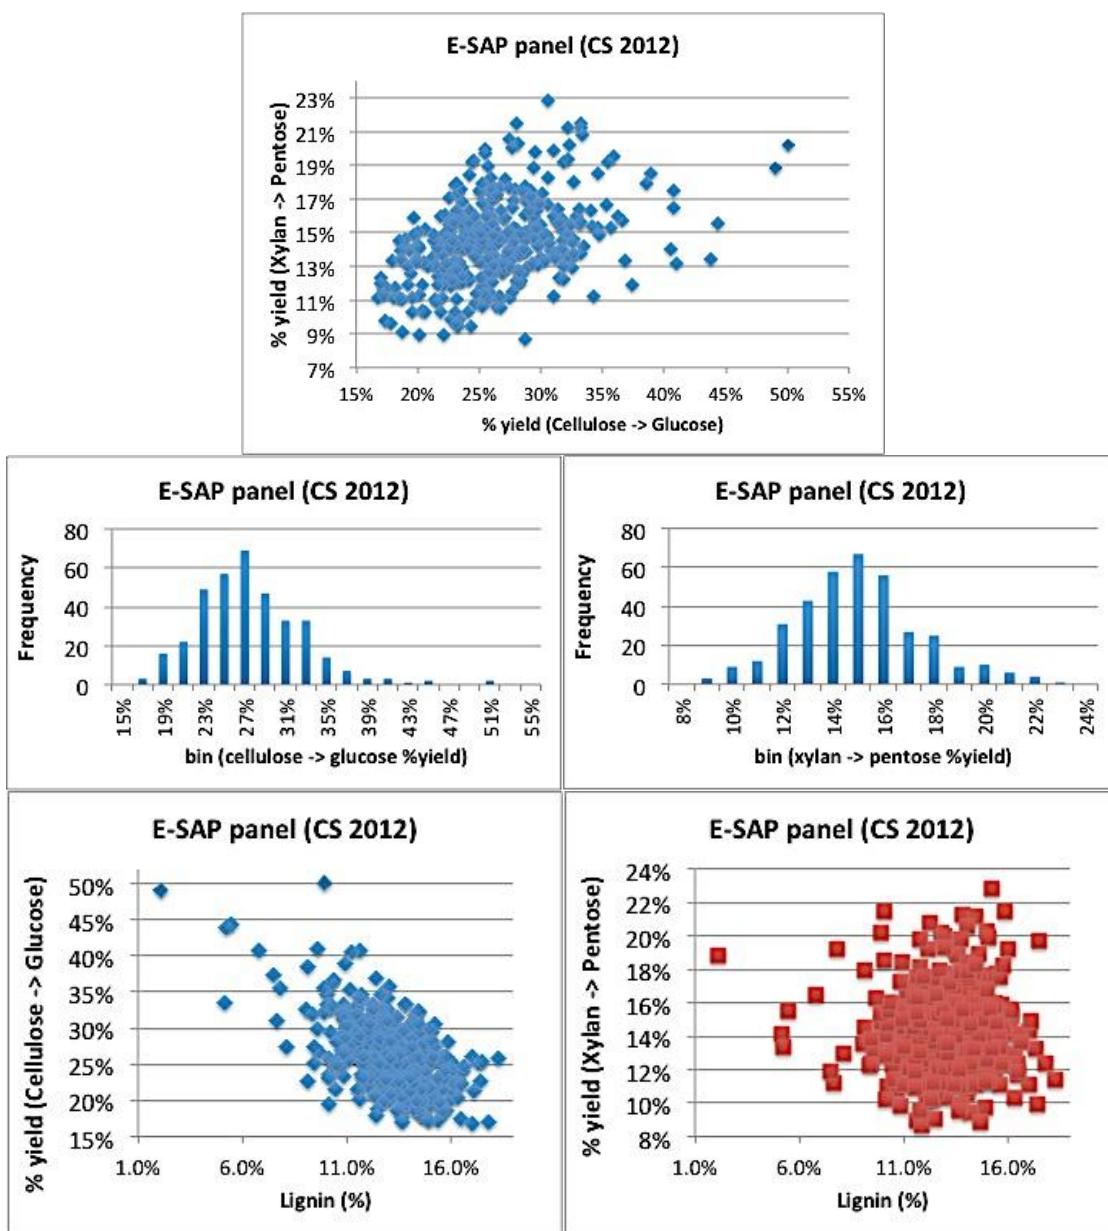 E-SAP panel (CS 2012)
% yield (Xylan -> Pentose)
23%
21%
19%
17%
15%
13%
11%
9%
7%
15% 20% 25% 30% 35% 40% 45% 50% 55%
% yield (Cellulose -> Glucose)
E-SAP panel (CS 2012)
Frequency
80
60
40
20
0
15% 19% 23% 27% 31% 35% 39% 43% 47% 51% 55%
bin (cellulose -> glucose %yield)
E-SAP panel (CS 2012)
Frequency
80
60
40
20
0
8% 10% 12% 14% 16% 18% 20% 22% 24%
bin (xylan -> pentose %yield)
E-SAP panel (CS 2012)
% yield (Cellulose -> Glucose)
50%
45%
40%
35%
30%
25%
20%
15%
1.0% 6.0% 11.0% 16.0%
Lignin (%)
E-SAP panel (CS 2012)
% yield (Xylan -> Pentose)
24%
22%
20%
18%
16%
14%
12%
10%
8%
1.0% 6.0% 11.0% 16.0%
Lignin (%)